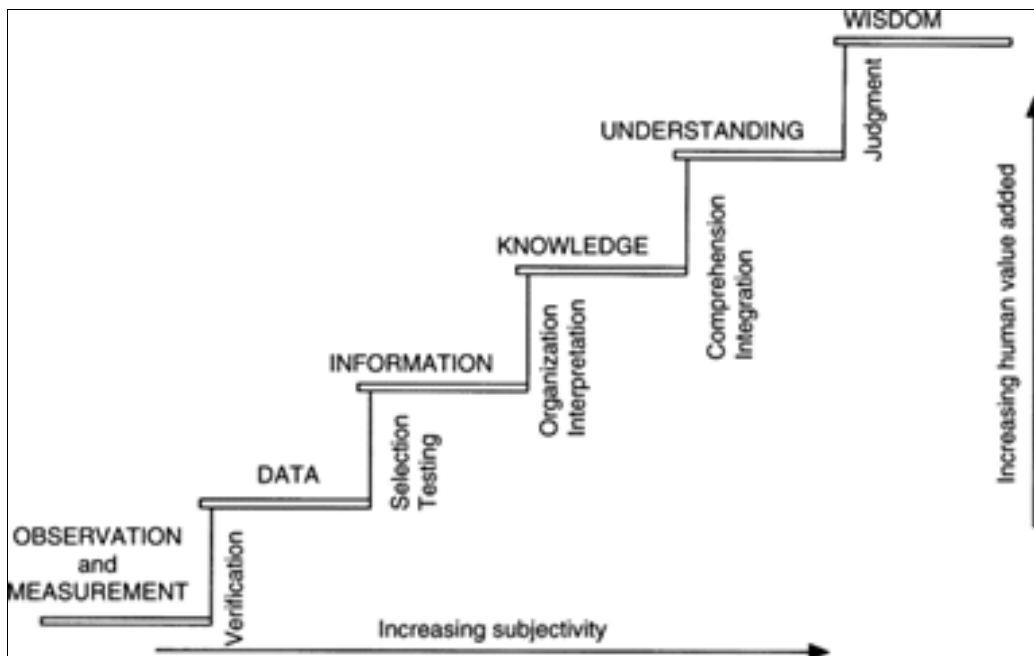 WISDOM
Judgment
UNDERSTANDING
Comprehension
Integration
KNOWLEDGE
Organization
Interpretation
INFORMATION
Selection
Testing
DATA
Verification
OBSERVATION
and
MEASUREMENT
Increasing subjectivity
Increasing human value added